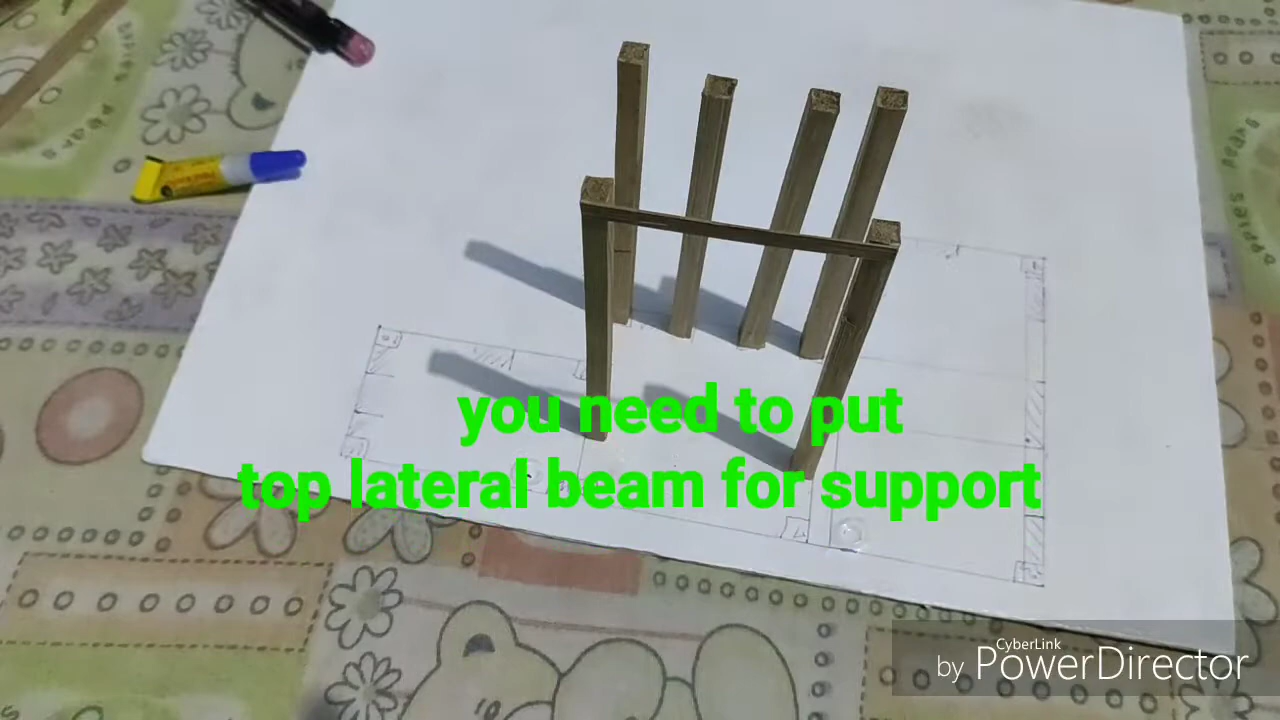 you need to put
top lateral beam for support
CyberLink
by PowerDirector